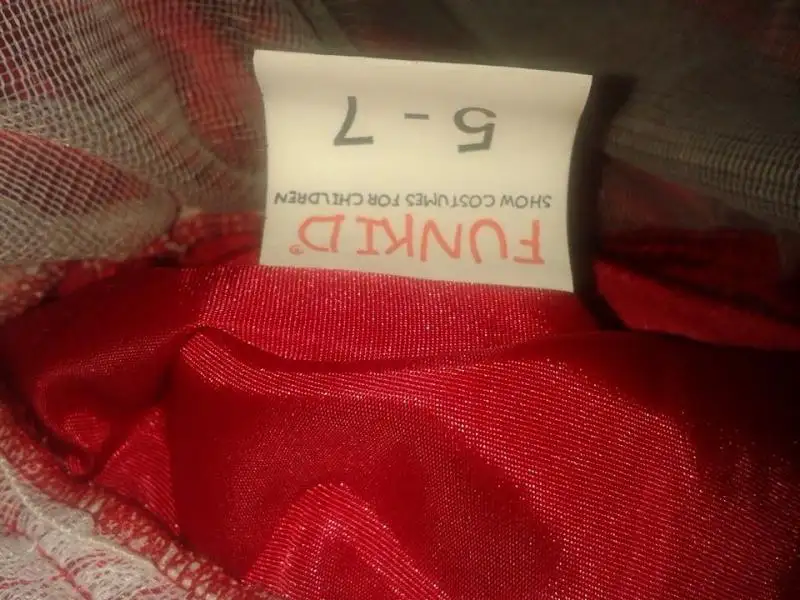 FUNKID®
SHOW COSTUMES FOR CHILDREN
5 - 7